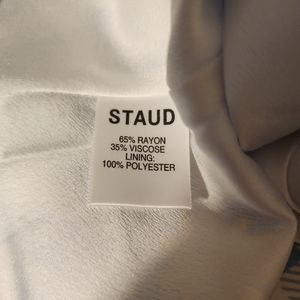 STAUD
65% RAYON
35% VISCOSE
LINING:
100% POLYESTER